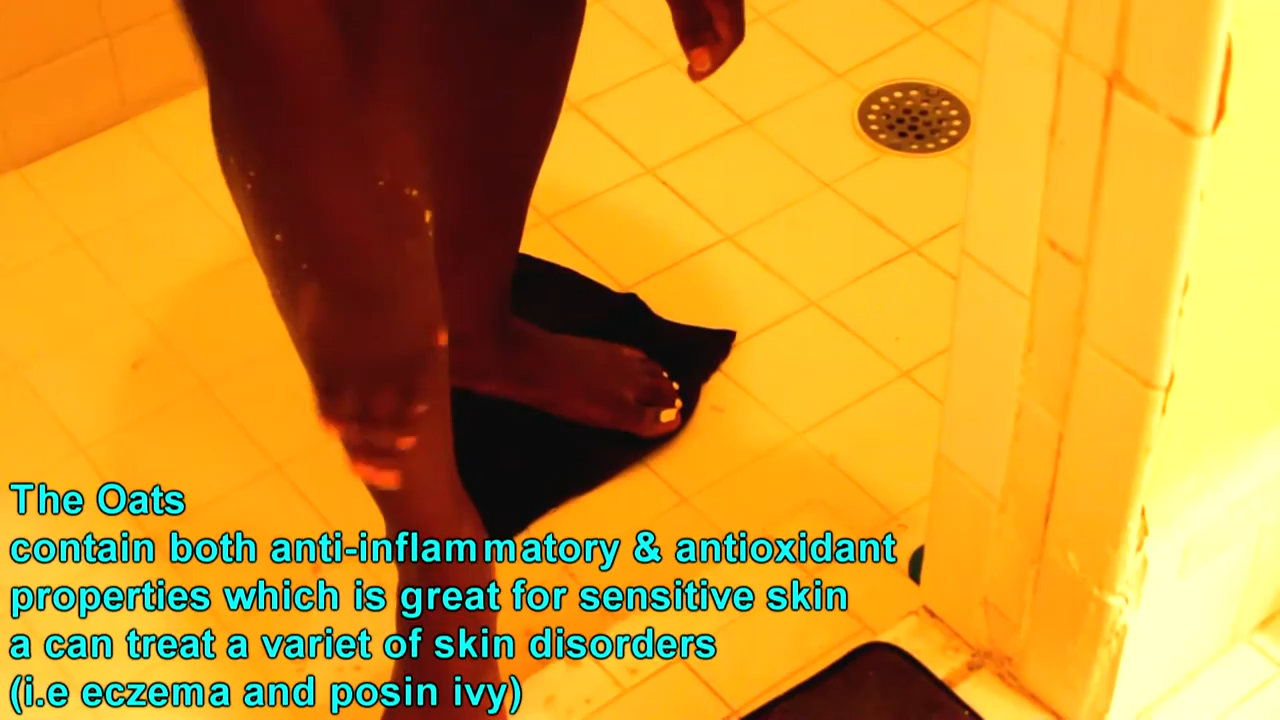 The Oats
contain both anti-inflammatory & antioxidant
properties which is great for sensitive skin
a can treat a variet of skin disorders
(i.e eczema and posin ivy)